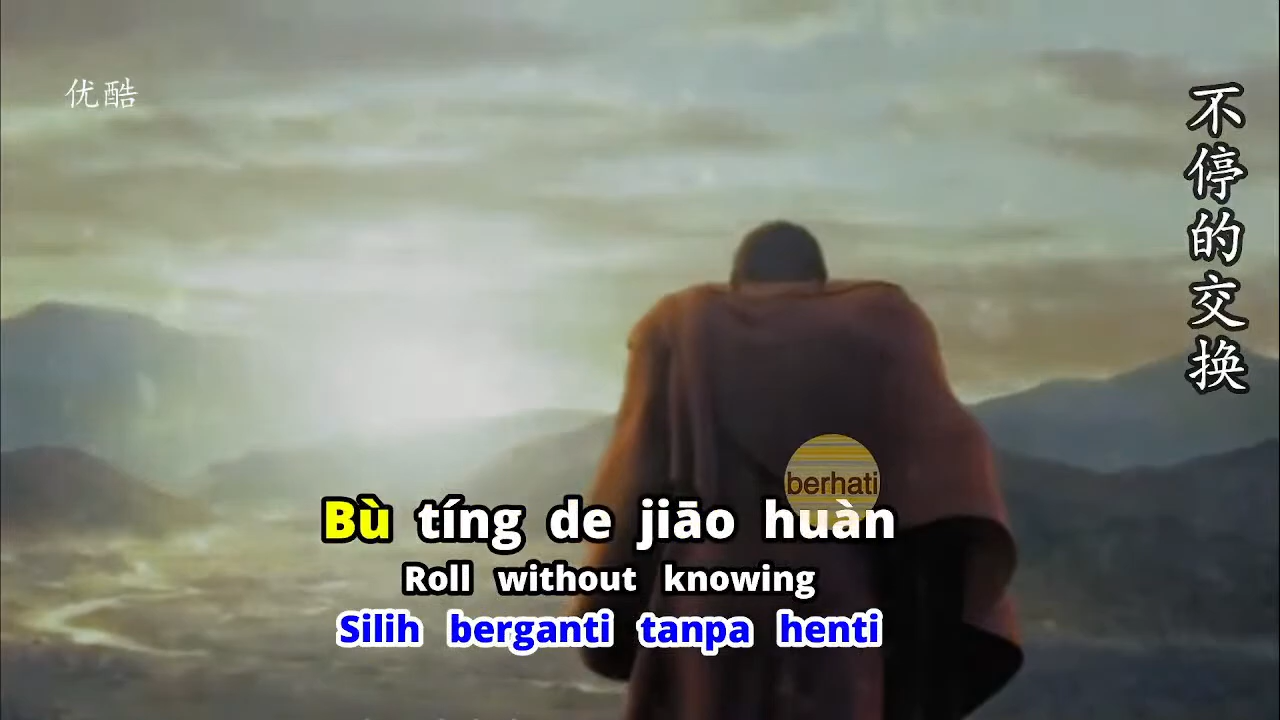 优酷
不停的交换
berhati
Bù tíng de jiāo huàn
Roll without knowing
Silih berganti tanpa henti